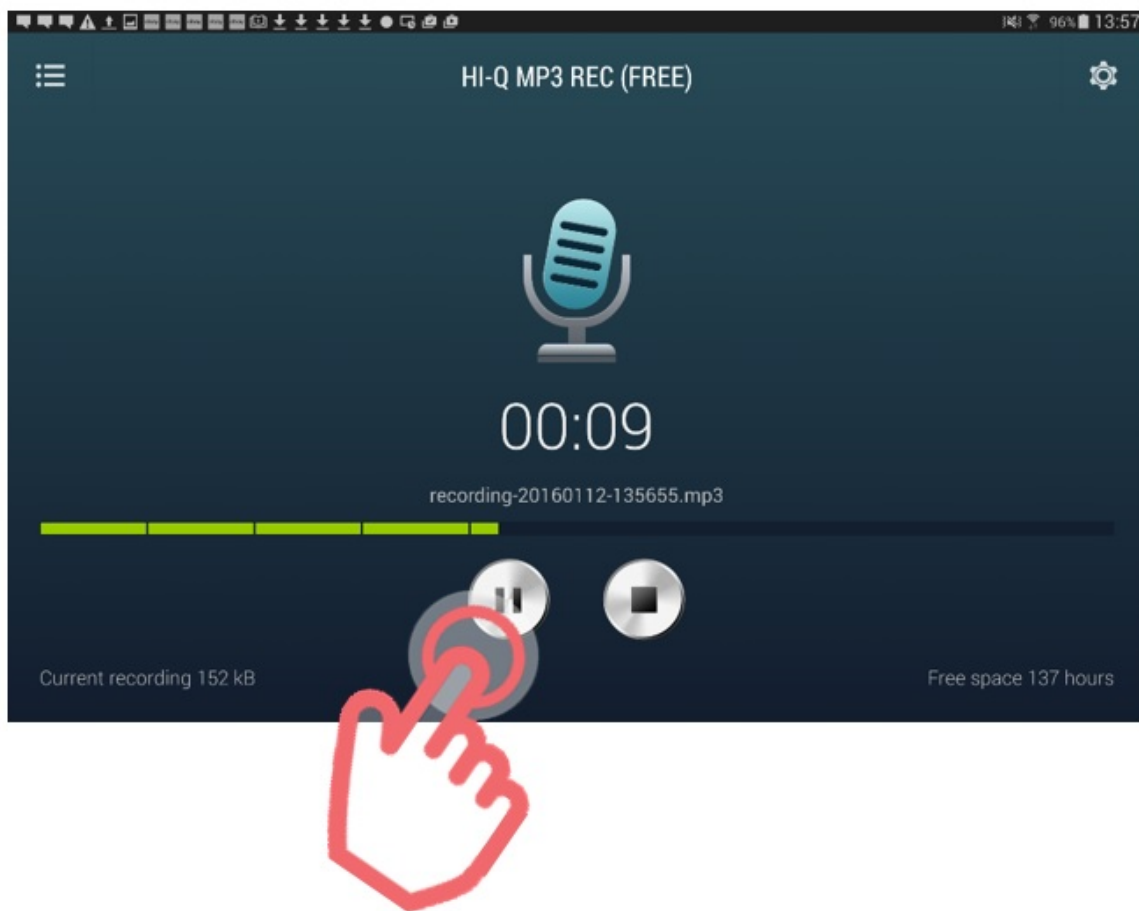 96% 13:57
HI-Q MP3 REC (FREE)
00:09
recording-20160112-135655.mp3
Current recording 152 kB
Free space 137 hours